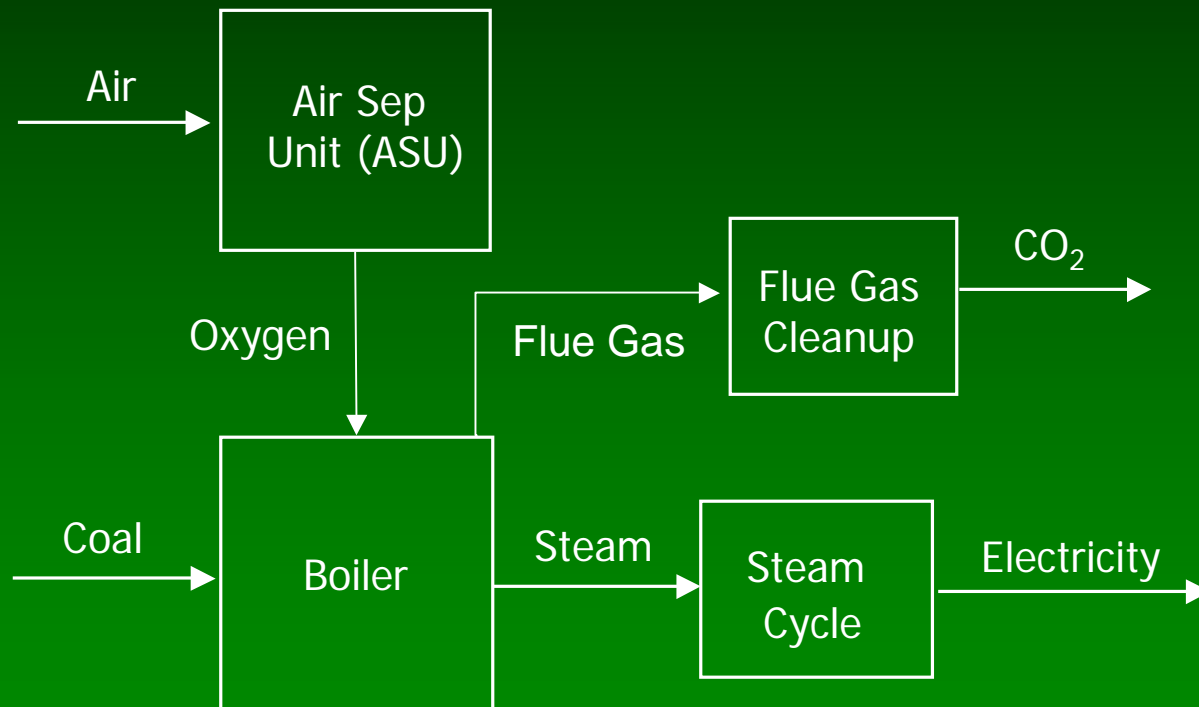 Air
Air Sep
Unit (ASU)
CO₂
Flue Gas
Cleanup
Oxygen
Flue Gas
Coal
Boiler
Steam
Steam
Cycle
Electricity